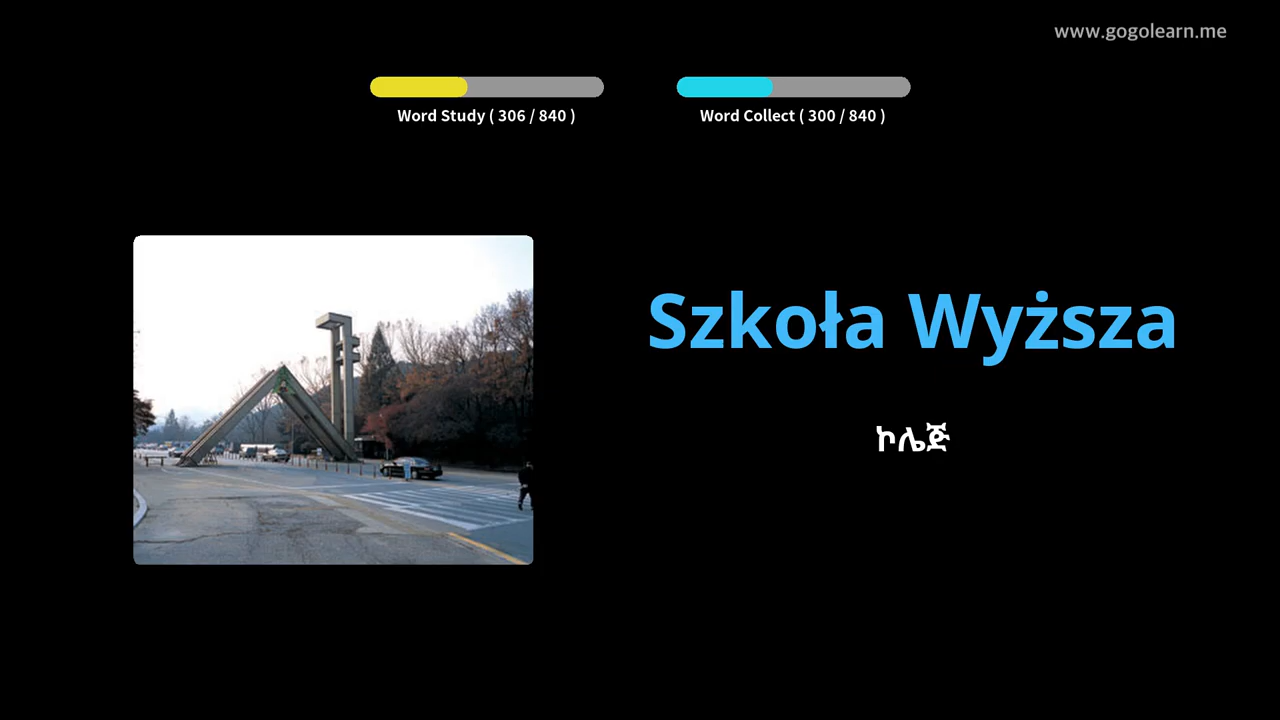 www.gogolearn.me
Word Study ( 306 / 840 )
Word Collect ( 300 / 840 )
Szkoła Wyższa
ኮሌጅ